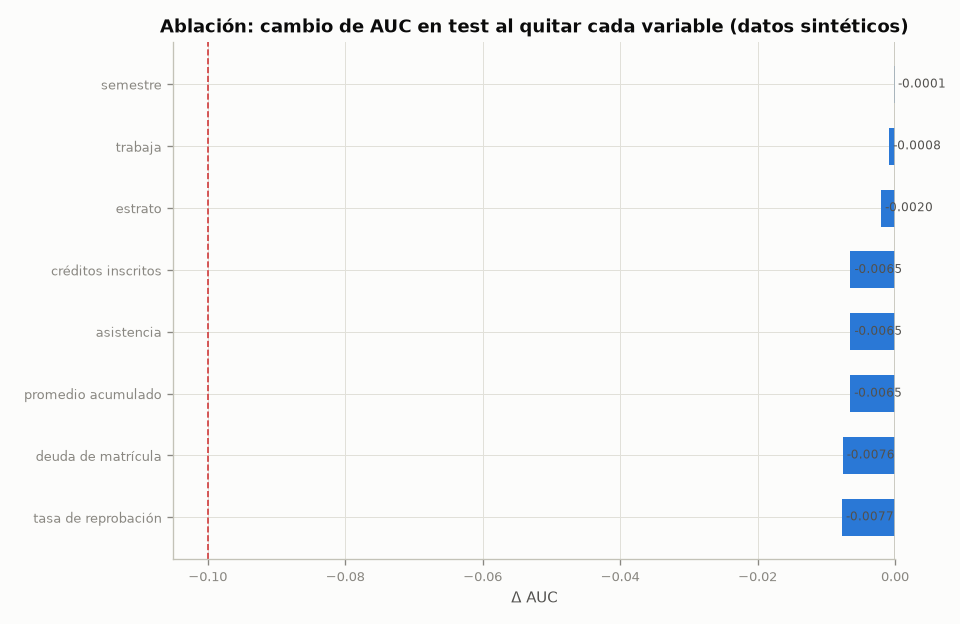 Ablación: cambio de AUC en test al quitar cada variable (datos sintéticos)
semestre -0.0001
trabaja -0.0008
estrato -0.0020
créditos inscritos -0.0065
asistencia -0.0065
promedio acumulado -0.0065
deuda de matrícula -0.0076
tasa de reprobación -0.0077
−0.10 −0.08 −0.06 −0.04 −0.02 0.00
Δ AUC